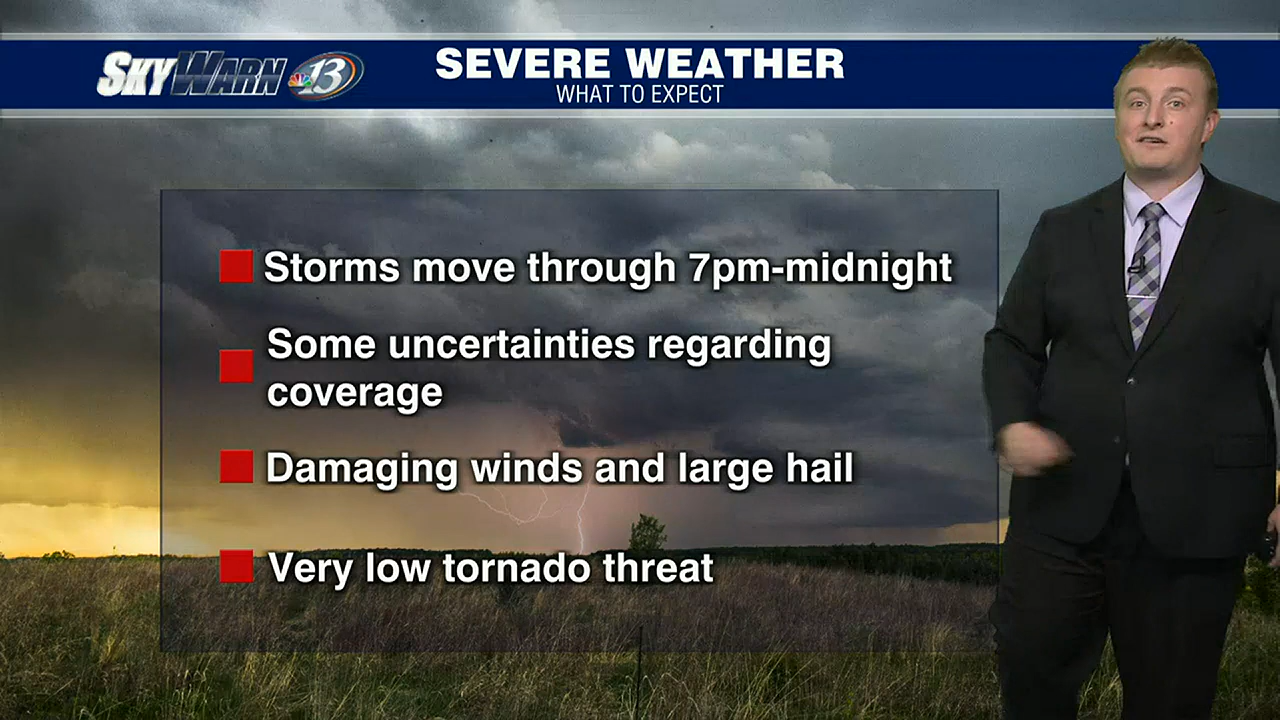 SKYWARN 13
SEVERE WEATHER
WHAT TO EXPECT
Storms move through 7pm-midnight
Some uncertainties regarding
coverage
Damaging winds and large hail
Very low tornado threat